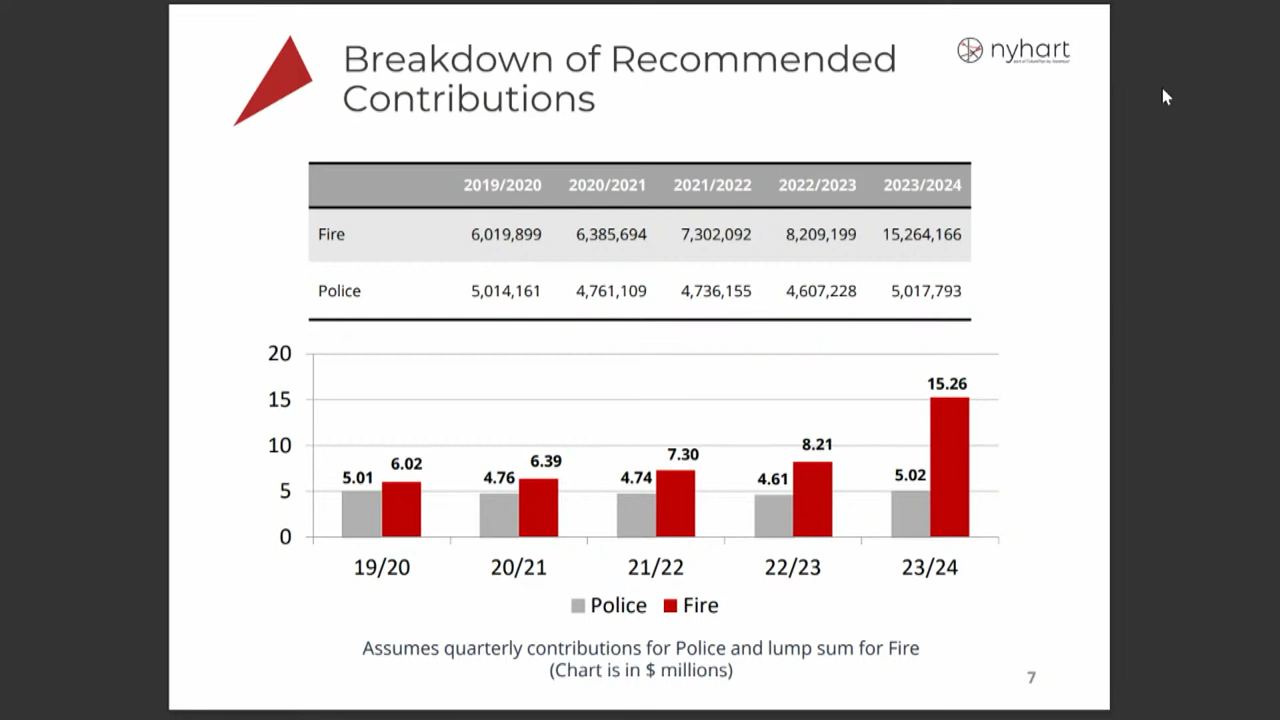 Breakdown of Recommended
Contributions
nyhart
2019/2020 2020/2021 2021/2022 2022/2023 2023/2024
Fire 6,019,899 6,385,694 7,302,092 8,209,199 15,264,166
Police 5,014,161 4,761,109 4,736,155 4,607,228 5,017,793
20
15
10
5
0
5.01 6.02 4.76 6.39 4.74 7.30 4.61 8.21 5.02 15.26
19/20 20/21 21/22 22/23 23/24
Police Fire
Assumes quarterly contributions for Police and lump sum for Fire
(Chart is in $ millions)
7